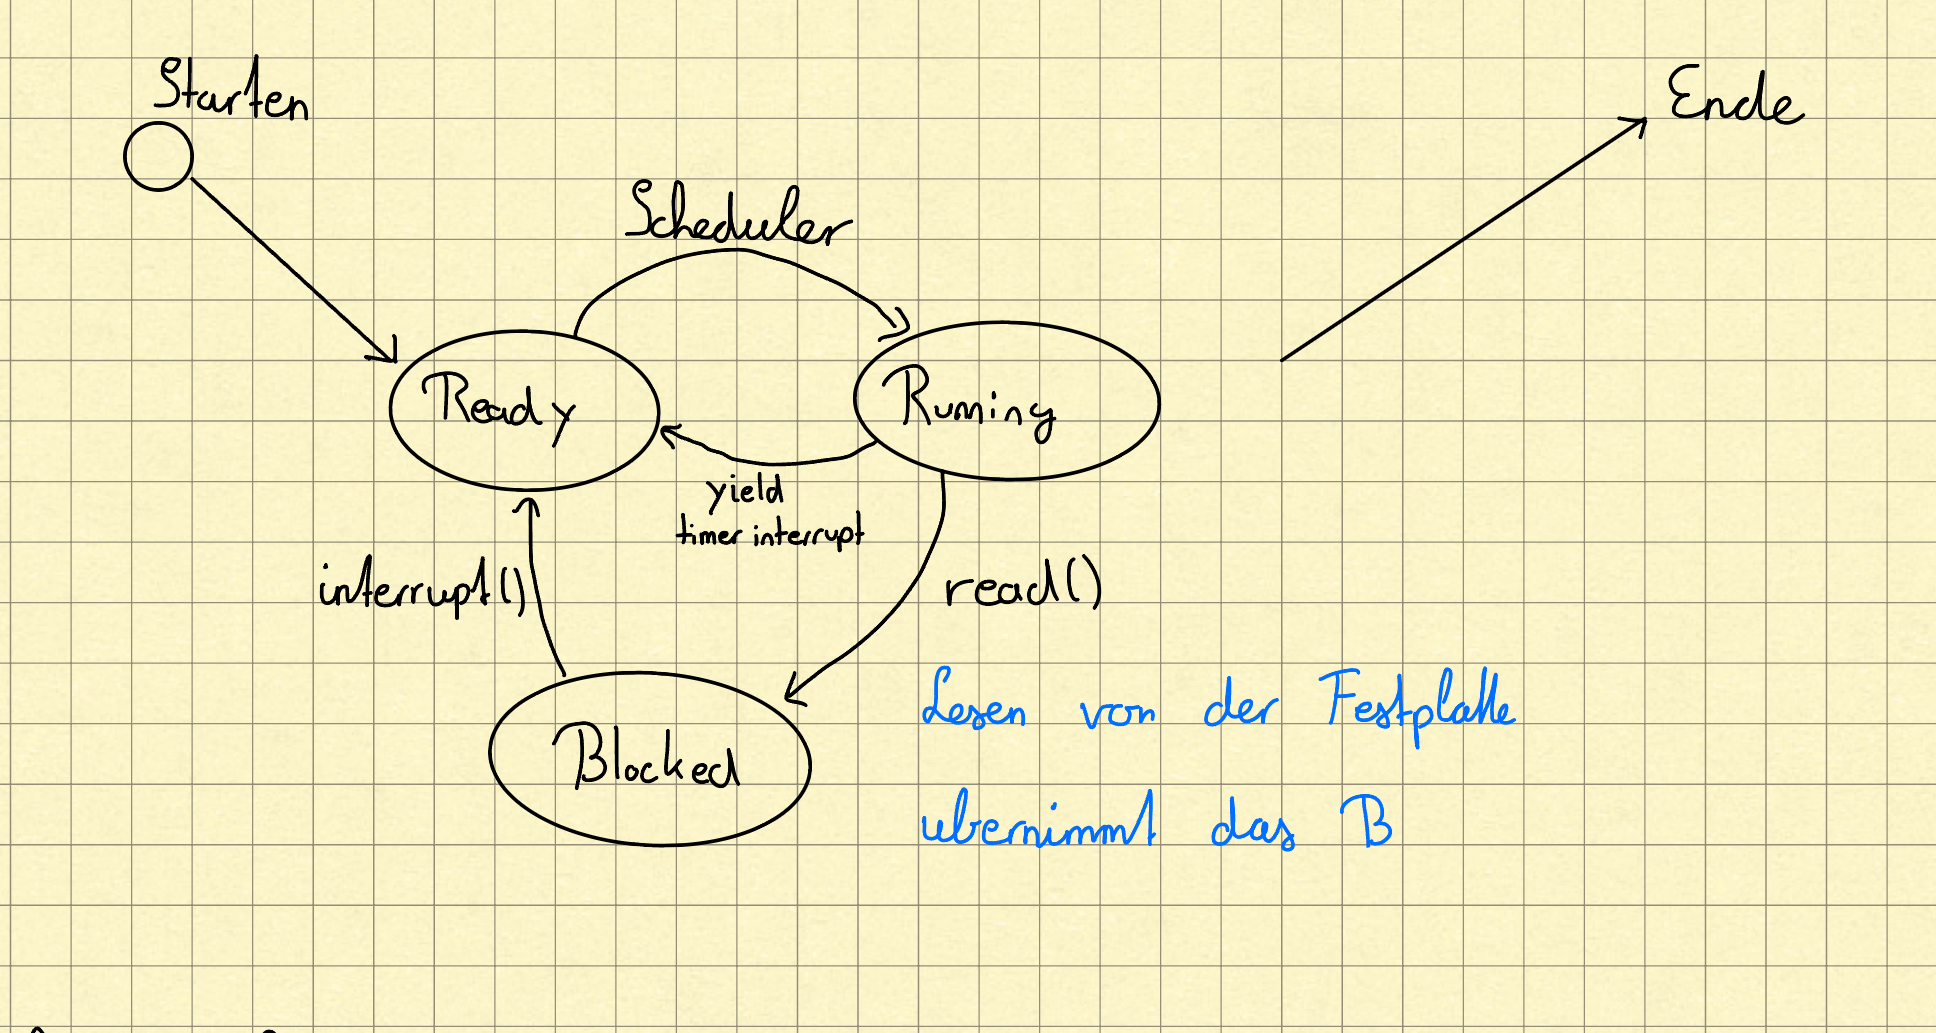 Starten
Ende
Scheduler
Ready
Runing
yield
timer interrupt
interrupt()
read()
Blocked
Lesen von der Festplatte
ubernimmt das B